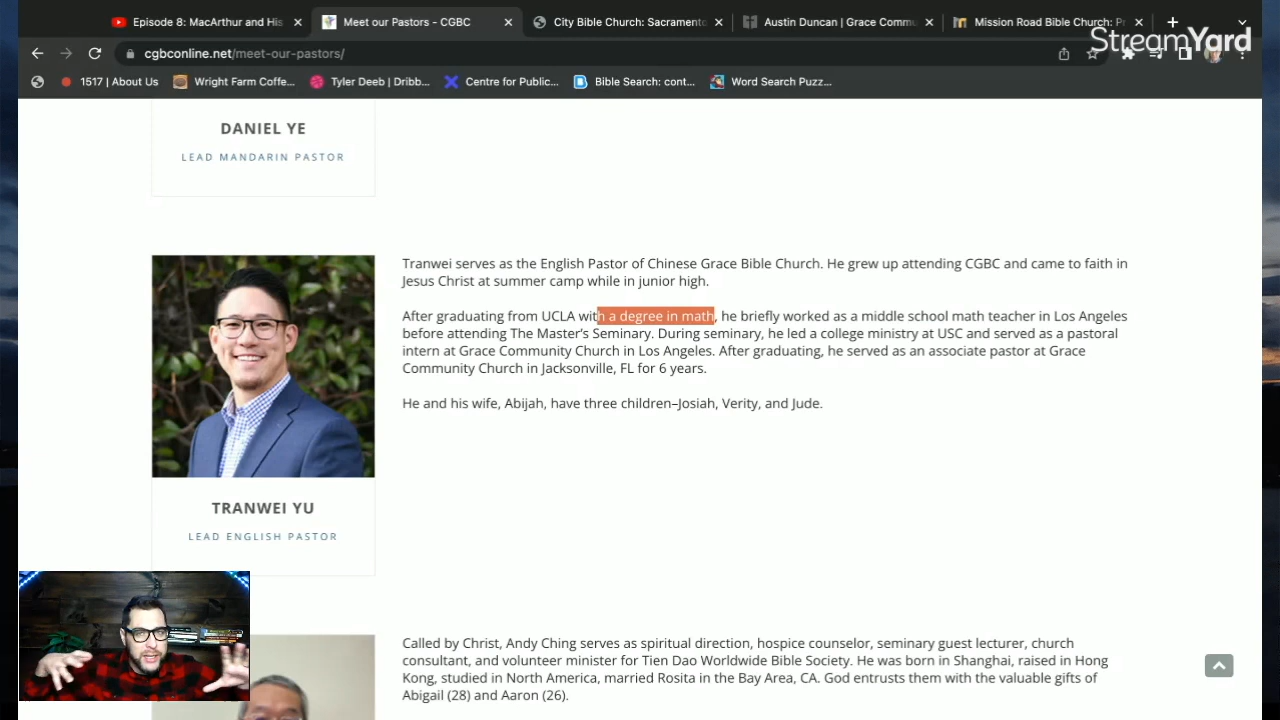 Episode 8: MacArthur and His
Meet our Pastors - CGBC
City Bible Church: Sacramento
Austin Duncan | Grace Commu
Mission Road Bible Church: Pr
StreamYard
cgbconline.net/meet-our-pastors/
1517 | About Us
Wright Farm Coffe...
Tyler Deeb | Dribb...
Centre for Public...
Bible Search: cont...
Word Search Puzz...
DANIEL YE
LEAD MANDARIN PASTOR
Tranwei serves as the English Pastor of Chinese Grace Bible Church. He grew up attending CGBC and came to faith in
Jesus Christ at summer camp while in junior high.
After graduating from UCLA with a degree in math, he briefly worked as a middle school math teacher in Los Angeles
before attending The Master's Seminary. During seminary, he led a college ministry at USC and served as a pastoral
intern at Grace Community Church in Los Angeles. After graduating, he served as an associate pastor at Grace
Community Church in Jacksonville, FL for 6 years.
He and his wife, Abijah, have three children–Josiah, Verity, and Jude.
TRANWEI YU
LEAD ENGLISH PASTOR
Called by Christ, Andy Ching serves as spiritual direction, hospice counselor, seminary guest lecturer, church
consultant, and volunteer minister for Tien Dao Worldwide Bible Society. He was born in Shanghai, raised in Hong
Kong, studied in North America, married Rosita in the Bay Area, CA. God entrusts them with the valuable gifts of
Abigail (28) and Aaron (26).